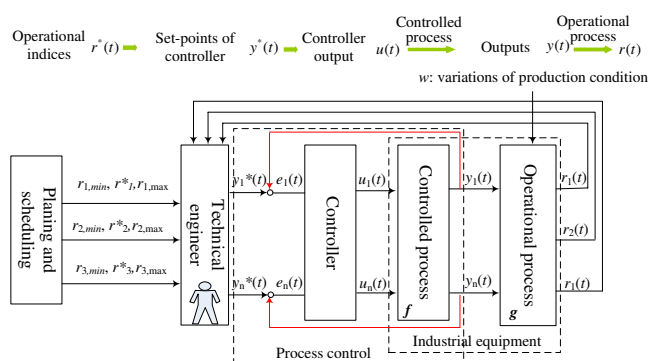 Operational indices r*(t)
Set-points of controller y*(t)
Controller output u(t)
Controlled process
Outputs y(t)
Operational process r(t)
w: variations of production condition
Planing and scheduling
r1,min, r*1, r1,max
r2,min, r*2, r2,max
r3,min, r*3, r3,max
Technical engineer
y1*(t) e1(t)
yn*(t) en(t)
Controller
u1(t)
un(t)
Controlled process
f
y1(t)
yn(t)
Operational process
g
r1(t)
r2(t)
r1(t)
Industrial equipment
Process control